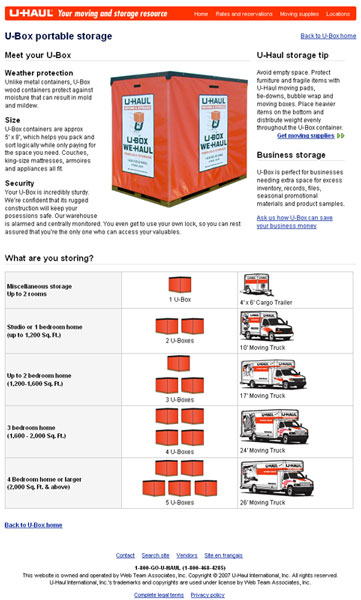 U-HAUL Your moving and storage resource
Home Rates and reservations Moving supplies Locations
U-Box portable storage
Back to U-Box home
Meet your U-Box
Weather protection
Unlike metal containers, U-Box
wood containers protect against
moisture that can result in mold
and mildew.
Size
U-Box containers are approx
5' x 8', which helps you pack and
sort logically while only paying for
the space you need. Couches,
king-size mattresses, armoires
and appliances all fit.
Security
Your U-Box is incredibly sturdy.
We're confident that its rugged
construction will keep your
posessions safe. Our warehouse
is alarmed and centrally monitored. You even get to use your own lock, so you can rest
assured that you're the only one who can access your valuables.
U-HAUL
U-BOX
WE-HAUL
U-HAUL
U-BOX
WE-HAUL
U-Haul storage tip
Avoid empty space. Protect
furniture and fragile items with
U-Haul moving pads,
tie-downs, bubble wrap and
moving boxes. Place heavier
items on the bottom and
distribute weight evenly
throughout the U-Box container.
Get moving supplies
Business storage
U-Box is perfect for businesses
needing extra space for excess
inventory, records, files,
seasonal promotional
materials and product samples.
Ask us how U-Box can save
your business money.
What are you storing?
Miscellaneous storage
Up to 2 rooms
1 U-Box
4' x 6' Cargo Trailer
Studio or 1 bedroom home
(up to 1,200 Sq. Ft.)
2 U-Boxes
10' Moving Truck
Up to 2 bedroom home
(1,200-1,600 Sq. Ft.)
3 U-Boxes
17' Moving Truck
3 bedroom home
(1,600 - 2,000 Sq. Ft.)
4 U-Boxes
24' Moving Truck
4 Bedroom home or larger
(2,000 Sq. Ft. & above)
5 U-Boxes
26' Moving Truck
Back to U-Box home
Contact Search site Vendors Site en français
1-800-GO-U-HAUL (1-800-468-4285)
This website is owned and operated by Web Team Associates, Inc. Copyright © 2007 U-Haul International, Inc. All rights reserved.
U-Haul International, Inc.'s trademarks and copyrights are used under license by Web Team Associates, Inc.
Complete legal terms Privacy policy